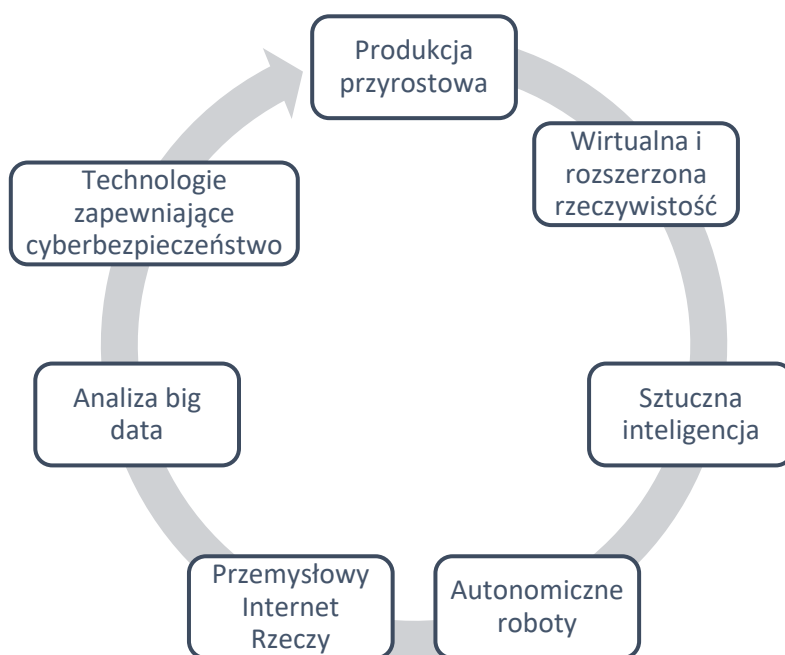 Produkcja
przyrostowa
Wirtualna i
rozszerzona
rzeczywistość
Sztuczna
inteligencja
Autonomiczne
roboty
Przemysłowy
Internet
Rzeczy
Analiza big
data
Technologie
zapewniające
cyberbezpieczeństwo